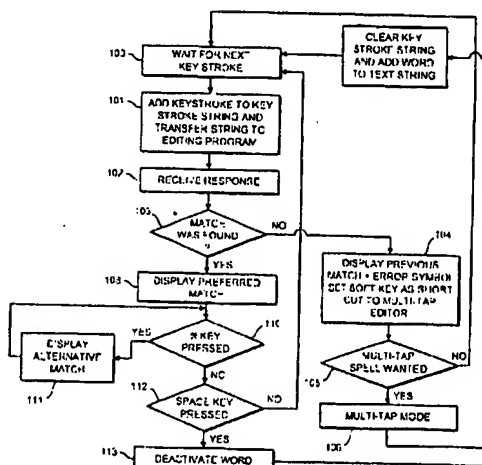 100
WAIT FOR NEXT
KEY STROKE
CLEAR KEY
STROKE STRING
AND ADD WORD
TO TEXT STRING
101
ADD KEYSTROKE TO KEY
STROKE STRING AND
TRANSFER STRING TO
EDITING PROGRAM
102
RECEIVE RESPONSE
103
MATCH
WAS FOUND
?
NO
YES
104
DISPLAY PREVIOUS
MATCH + ERROR SYMBOL
SET SOFT KEY AS SHORT
CUT TO MULTI-TAP
EDITOR
108
DISPLAY PREFERRED
MATCH
110
KEY
PRESSED
YES
NO
DISPLAY
ALTERNATIVE
MATCH
111
105
MULTI-TAP
SPELL WANTED
NO
YES
112
SPACE KEY
PRESSED
NO
YES
MULTI-TAP MODE
106
113
DEACTIVATE WORD